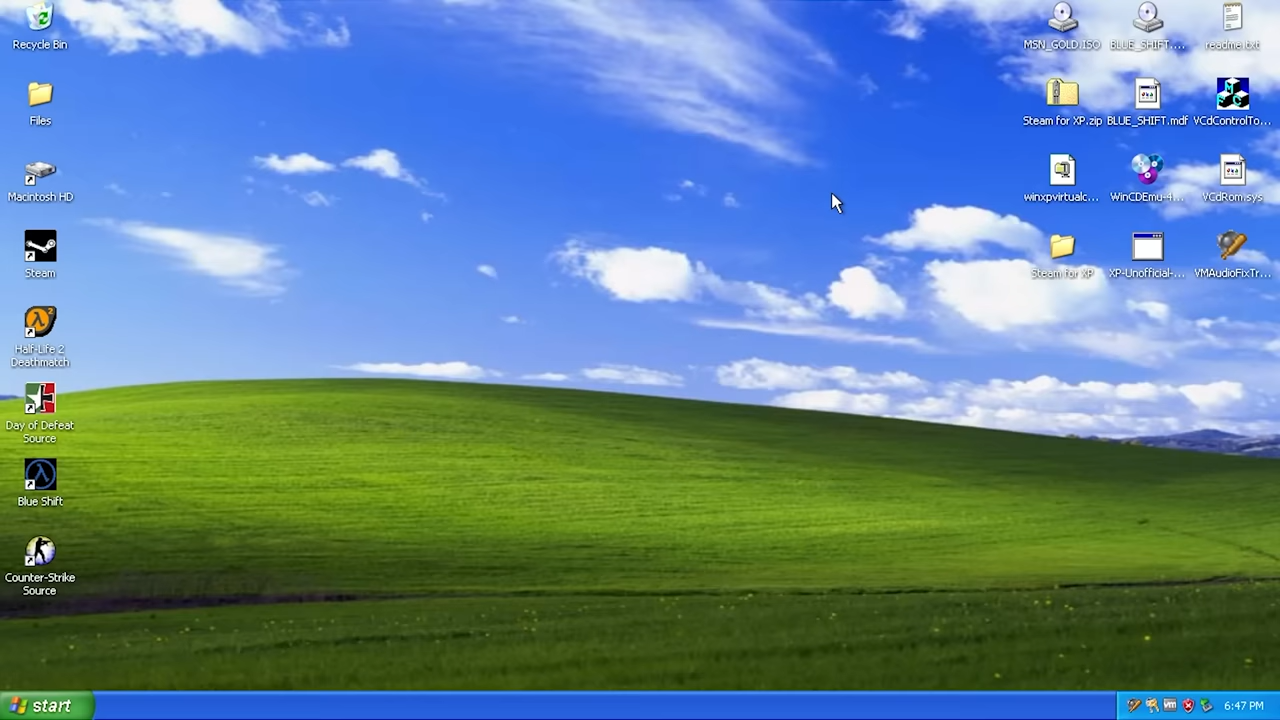 Recycle Bin
Files
Macintosh HD
Steam
Half-Life 2
Deathmatch
Day of Defeat
Source
Blue Shift
Counter-Strike
Source
MSN_GOLD.ISO
BLUE_SHIFT....
readme.txt
Steam for XP.zip
BLUE_SHIFT.mdf
VCdControlTo...
winxpvirtualc...
WinCDEmu-4...
VCdRom.sys
Steam for XP
XP-Unofficial-...
VMAudioFixTr...
start
6:47 PM